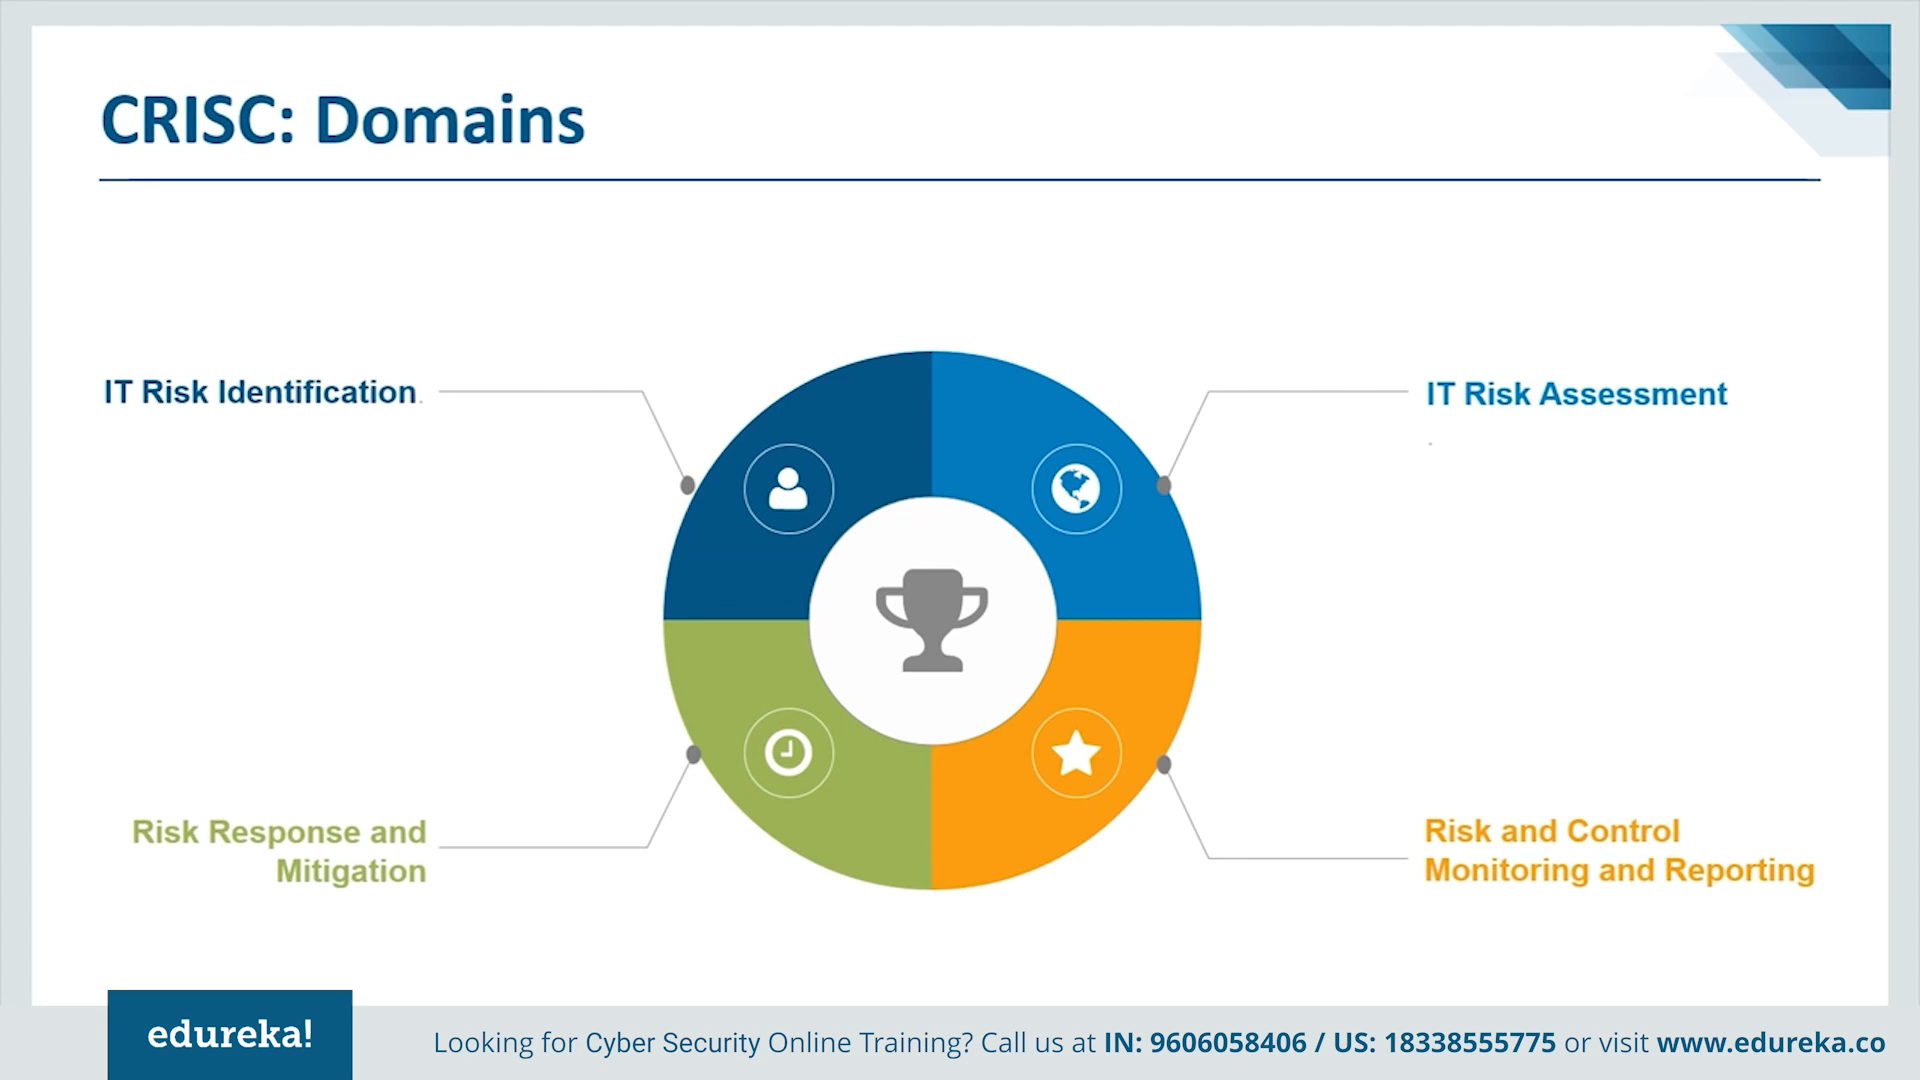 CRISC: Domains
IT Risk Identification.
IT Risk Assessment
.
Risk Response and
Mitigation
Risk and Control
Monitoring and Reporting
edureka!
Looking for Cyber Security Online Training? Call us at IN: 9606058406 / US: 18338555775 or visit www.edureka.co